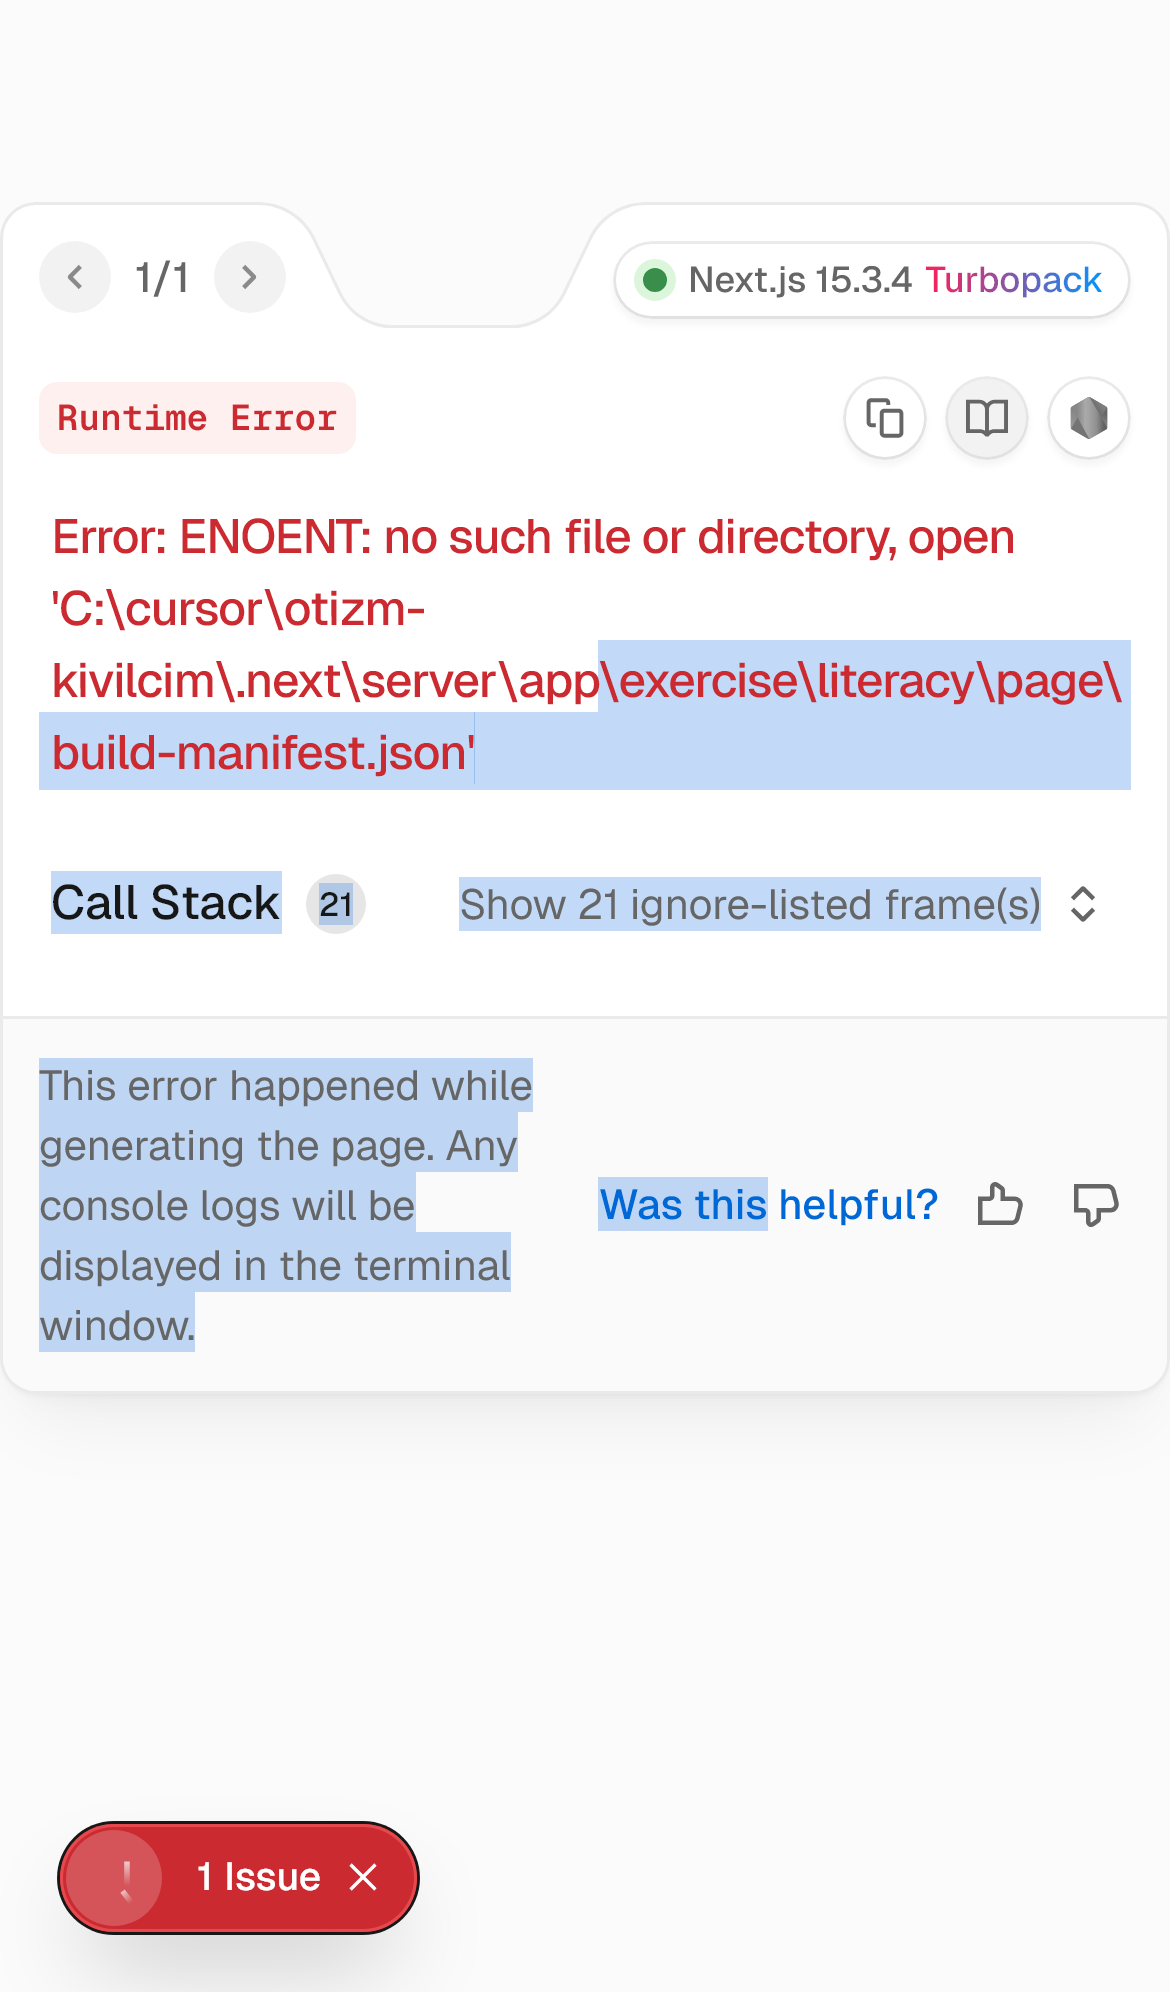 1/1
Next.js 15.3.4 Turbopack
Runtime Error
Error: ENOENT: no such file or directory, open
'C:\cursor\otizm-
kivilcim\.next\server\app\exercise\literacy\page\
build-manifest.json'
Call Stack 21
Show 21 ignore-listed frame(s)
This error happened while
generating the page. Any
console logs will be
displayed in the terminal
window.
Was this helpful?
! 1 Issue